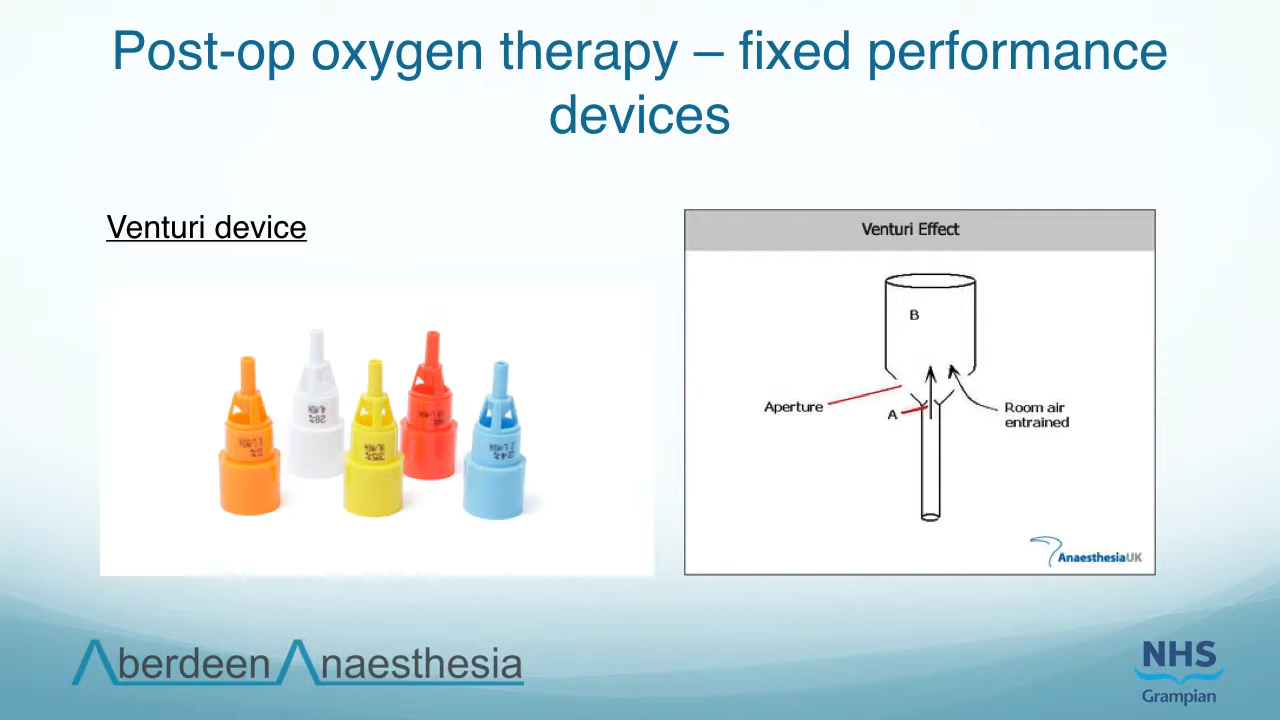 Post-op oxygen therapy – fixed performance
devices
Venturi device
Venturi Effect
B
Aperture
A
Room air
entrained
AnaesthesiaUK
Aberdeen Anaesthesia
NHS
Grampian